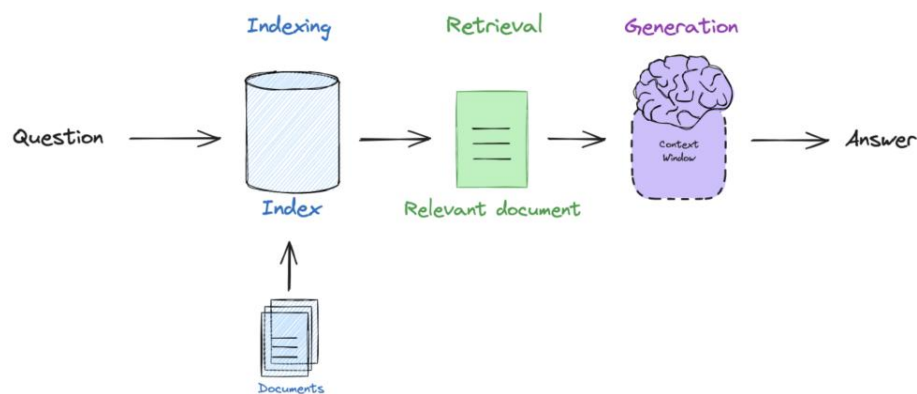 Indexing
Retrieval
Generation
Question
Context
Window
Answer
Index
Relevant document
Documents